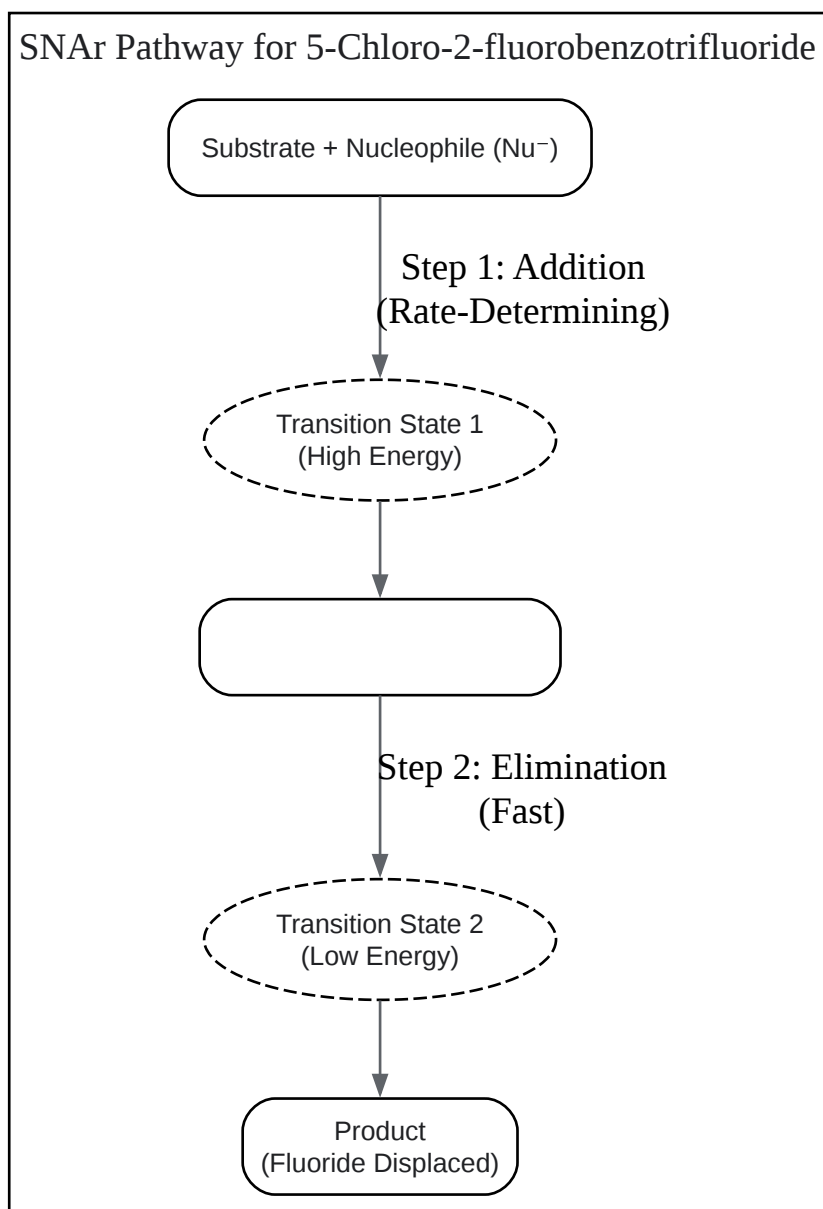 SNAr Pathway for 5-Chloro-2-fluorobenzotrifluoride
Substrate + Nucleophile (Nu⁻)
Step 1: Addition
(Rate-Determining)
Transition State 1
(High Energy)
Step 2: Elimination
(Fast)
Transition State 2
(Low Energy)
Product
(Fluoride Displaced)